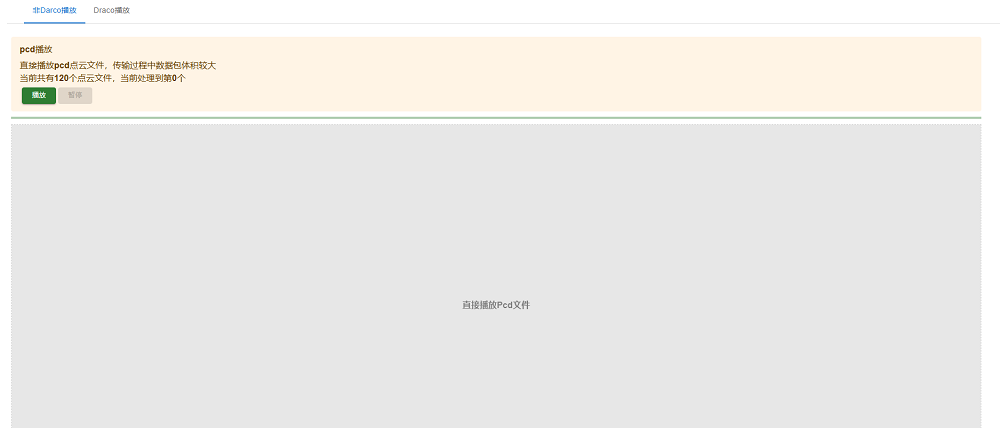 非Darco播放
Draco播放
pcd播放
直接播放pcd点云文件，传输过程中数据包体积较大
当前共有120个点云文件，当前处理到第0个
播放
暂停
直接播放Pcd文件